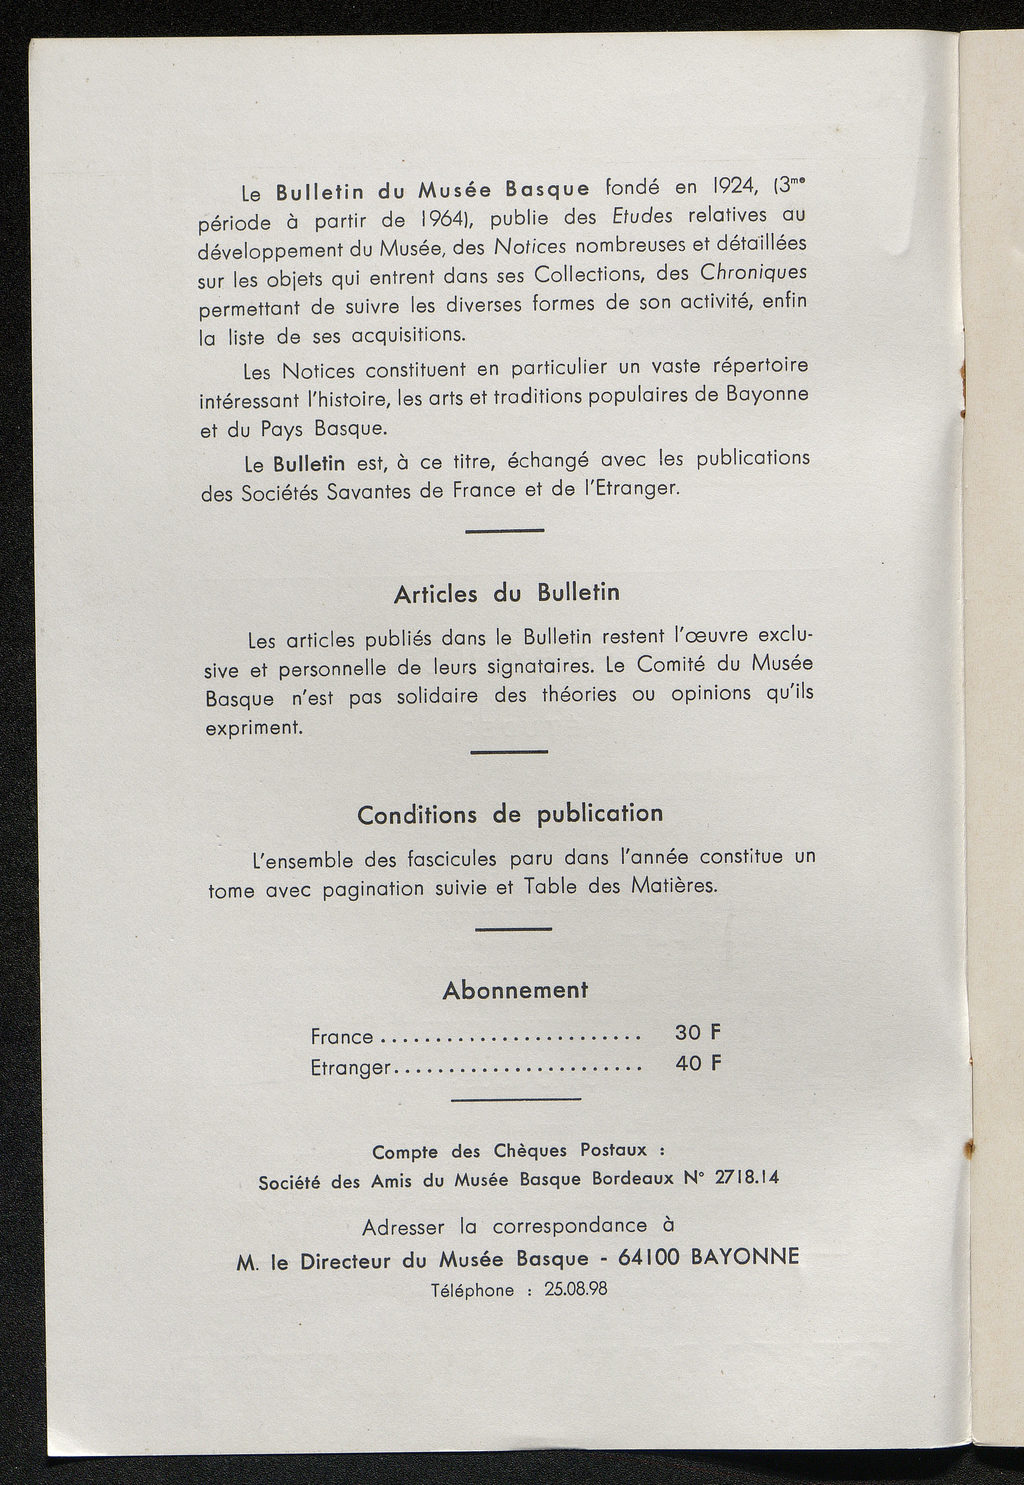 Le Bulletin du Musée Basque fondé en 1924, (3me
période à partir de 1964), publie des Etudes relatives au
développement du Musée, des Notices nombreuses et détaillées
sur les objets qui entrent dans ses Collections, des Chroniques
permettant de suivre les diverses formes de son activité, enfin
la liste de ses acquisitions.
Les Notices constituent en particulier un vaste répertoire
intéressant l'histoire, les arts et traditions populaires de Bayonne
et du Pays Basque.
Le Bulletin est, à ce titre, échangé avec les publications
des Sociétés Savantes de France et de l'Etranger.
Articles du Bulletin
Les articles publiés dans le Bulletin restent l'œuvre exclu-
sive et personnelle de leurs signataires. Le Comité du Musée
Basque n'est pas solidaire des théories ou opinions qu'ils
expriment.
Conditions de publication
L'ensemble des fascicules paru dans l'année constitue un
tome avec pagination suivie et Table des Matières.
Abonnement
France ........................ 30 F
Etranger....................... 40 F
Compte des Chèques Postaux :
Société des Amis du Musée Basque Bordeaux N° 2718.14
Adresser la correspondance à
M. le Directeur du Musée Basque - 64100 BAYONNE
Téléphone : 25.08.98